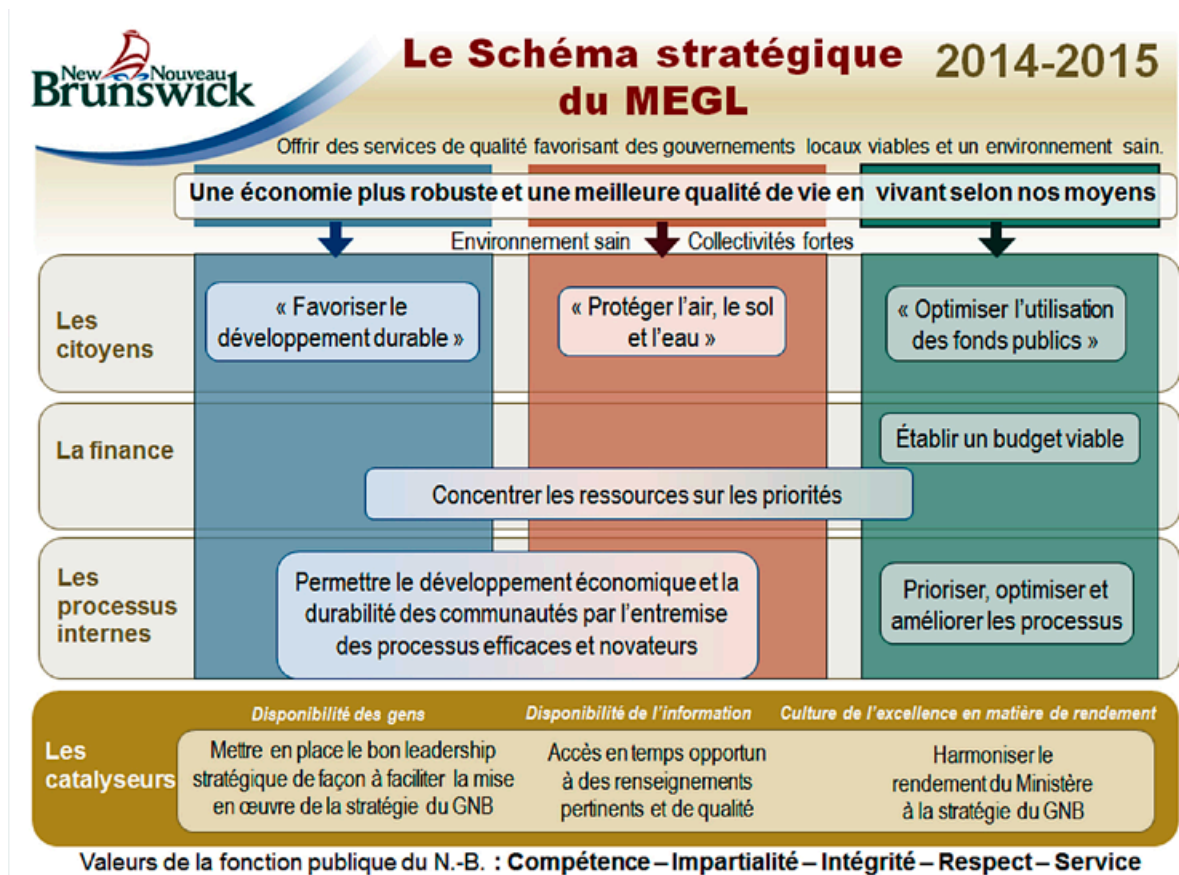 New Nouveau
Brunswick
Le Schéma stratégique
du MEGL
2014-2015
Offrir des services de qualité favorisant des gouvernements locaux viables et un environnement sain.
Une économie plus robuste et une meilleure qualité de vie en vivant selon nos moyens
Environnement sain
Collectivités fortes
Les
citoyens
« Favoriser le
développement durable »
« Protéger l'air, le sol
et l'eau »
« Optimiser l'utilisation
des fonds publics »
La finance
Établir un budget viable
Concentrer les ressources sur les priorités
Les
processus
internes
Permettre le développement économique et la
durabilité des communautés par l'entremise
des processus efficaces et novateurs
Prioriser, optimiser et
améliorer les processus
Les
catalyseurs
Disponibilité des gens
Mettre en place le bon leadership
stratégique de façon à faciliter la mise
en œuvre de la stratégie du GNB
Disponibilité de l'information
Accès en temps opportun
à des renseignements
pertinents et de qualité
Culture de l'excellence en matière de rendement
Harmoniser le
rendement du Ministère
à la stratégie du GNB
Valeurs de la fonction publique du N.-B. : Compétence – Impartialité – Intégrité – Respect – Service